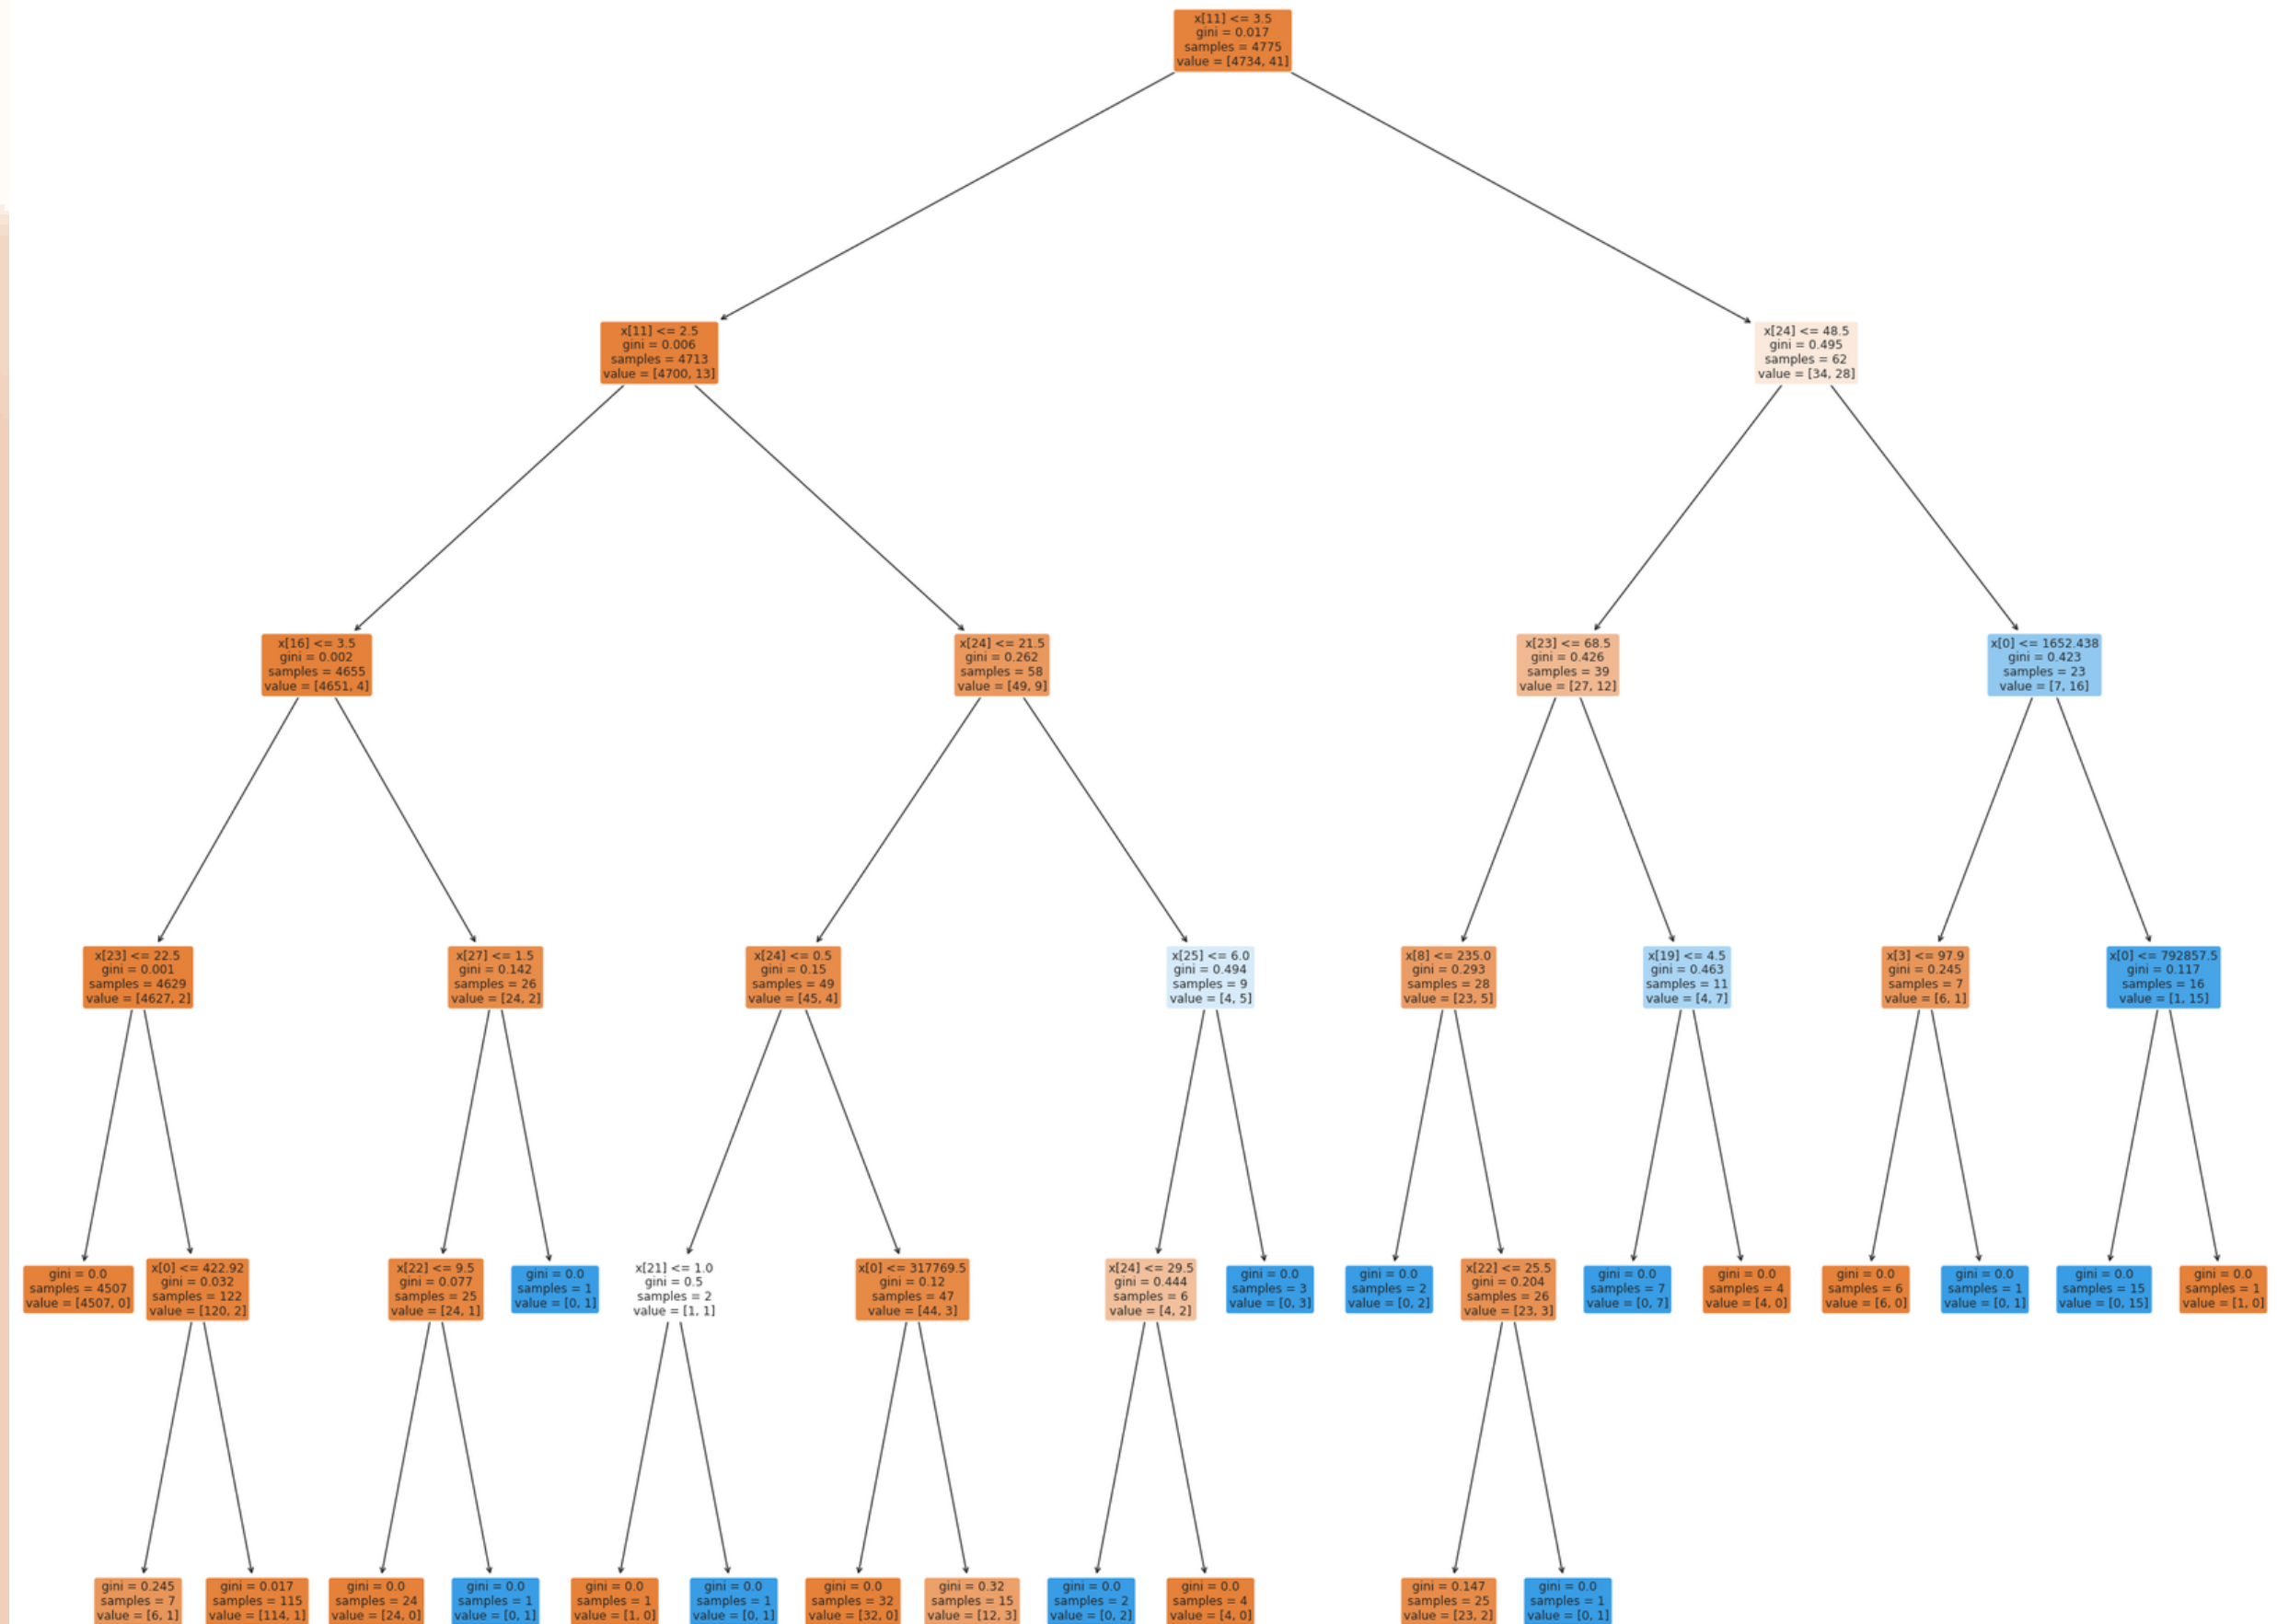 x[11] <= 3.5
gini = 0.017
samples = 4775
value = [4734, 41]
x[11] <= 2.5
gini = 0.006
samples = 4713
value = [4700, 13]
x[24] <= 48.5
gini = 0.495
samples = 62
value = [34, 28]
x[16] <= 3.5
gini = 0.002
samples = 4655
value = [4651, 4]
x[24] <= 21.5
gini = 0.262
samples = 58
value = [49, 9]
x[23] <= 68.5
gini = 0.426
samples = 39
value = [27, 12]
x[0] <= 1652.438
gini = 0.423
samples = 23
value = [7, 16]
x[23] <= 22.5
gini = 0.001
samples = 4629
value = [4627, 2]
x[27] <= 1.5
gini = 0.142
samples = 26
value = [24, 2]
x[24] <= 0.5
gini = 0.15
samples = 49
value = [45, 4]
x[25] <= 6.0
gini = 0.494
samples = 9
value = [4, 5]
x[8] <= 235.0
gini = 0.293
samples = 28
value = [23, 5]
x[19] <= 4.5
gini = 0.463
samples = 11
value = [4, 7]
x[3] <= 97.9
gini = 0.245
samples = 7
value = [6, 1]
x[0] <= 792857.5
gini = 0.117
samples = 16
value = [1, 15]
gini = 0.0
samples = 4507
value = [4507, 0]
x[0] <= 422.92
gini = 0.032
samples = 122
value = [120, 2]
x[22] <= 9.5
gini = 0.077
samples = 25
value = [24, 1]
gini = 0.0
samples = 1
value = [0, 1]
x[21] <= 1.0
gini = 0.5
samples = 2
value = [1, 1]
x[0] <= 317769.5
gini = 0.12
samples = 47
value = [44, 3]
x[24] <= 29.5
gini = 0.444
samples = 6
value = [4, 2]
gini = 0.0
samples = 3
value = [0, 3]
gini = 0.0
samples = 2
value = [0, 2]
x[22] <= 25.5
gini = 0.204
samples = 26
value = [23, 3]
gini = 0.0
samples = 7
value = [0, 7]
gini = 0.0
samples = 4
value = [4, 0]
gini = 0.0
samples = 6
value = [6, 0]
gini = 0.0
samples = 1
value = [0, 1]
gini = 0.0
samples = 15
value = [0, 15]
gini = 0.0
samples = 1
value = [1, 0]
gini = 0.245
samples = 7
value = [6, 1]
gini = 0.017
samples = 115
value = [114, 1]
gini = 0.0
samples = 24
value = [24, 0]
gini = 0.0
samples = 1
value = [0, 1]
gini = 0.0
samples = 1
value = [1, 0]
gini = 0.0
samples = 1
value = [0, 1]
gini = 0.0
samples = 32
value = [32, 0]
gini = 0.32
samples = 15
value = [12, 3]
gini = 0.0
samples = 2
value = [0, 2]
gini = 0.0
samples = 4
value = [4, 0]
gini = 0.147
samples = 25
value = [23, 2]
gini = 0.0
samples = 1
value = [0, 1]